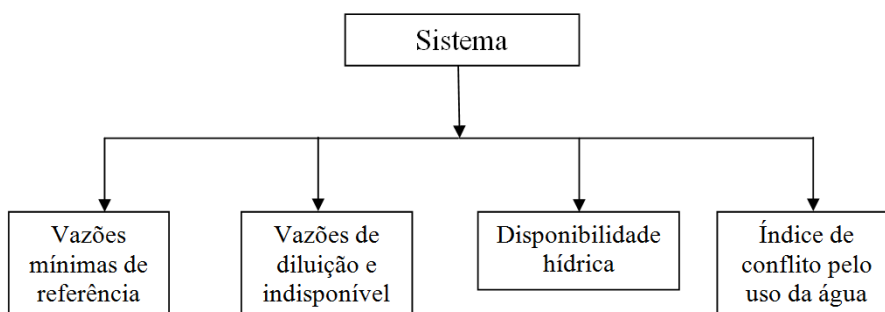 Sistema
Vazões
mínimas de
referência
Vazões de
diluição e
indisponível
Disponibilidade
hídrica
Índice de
conflito pelo
uso da água